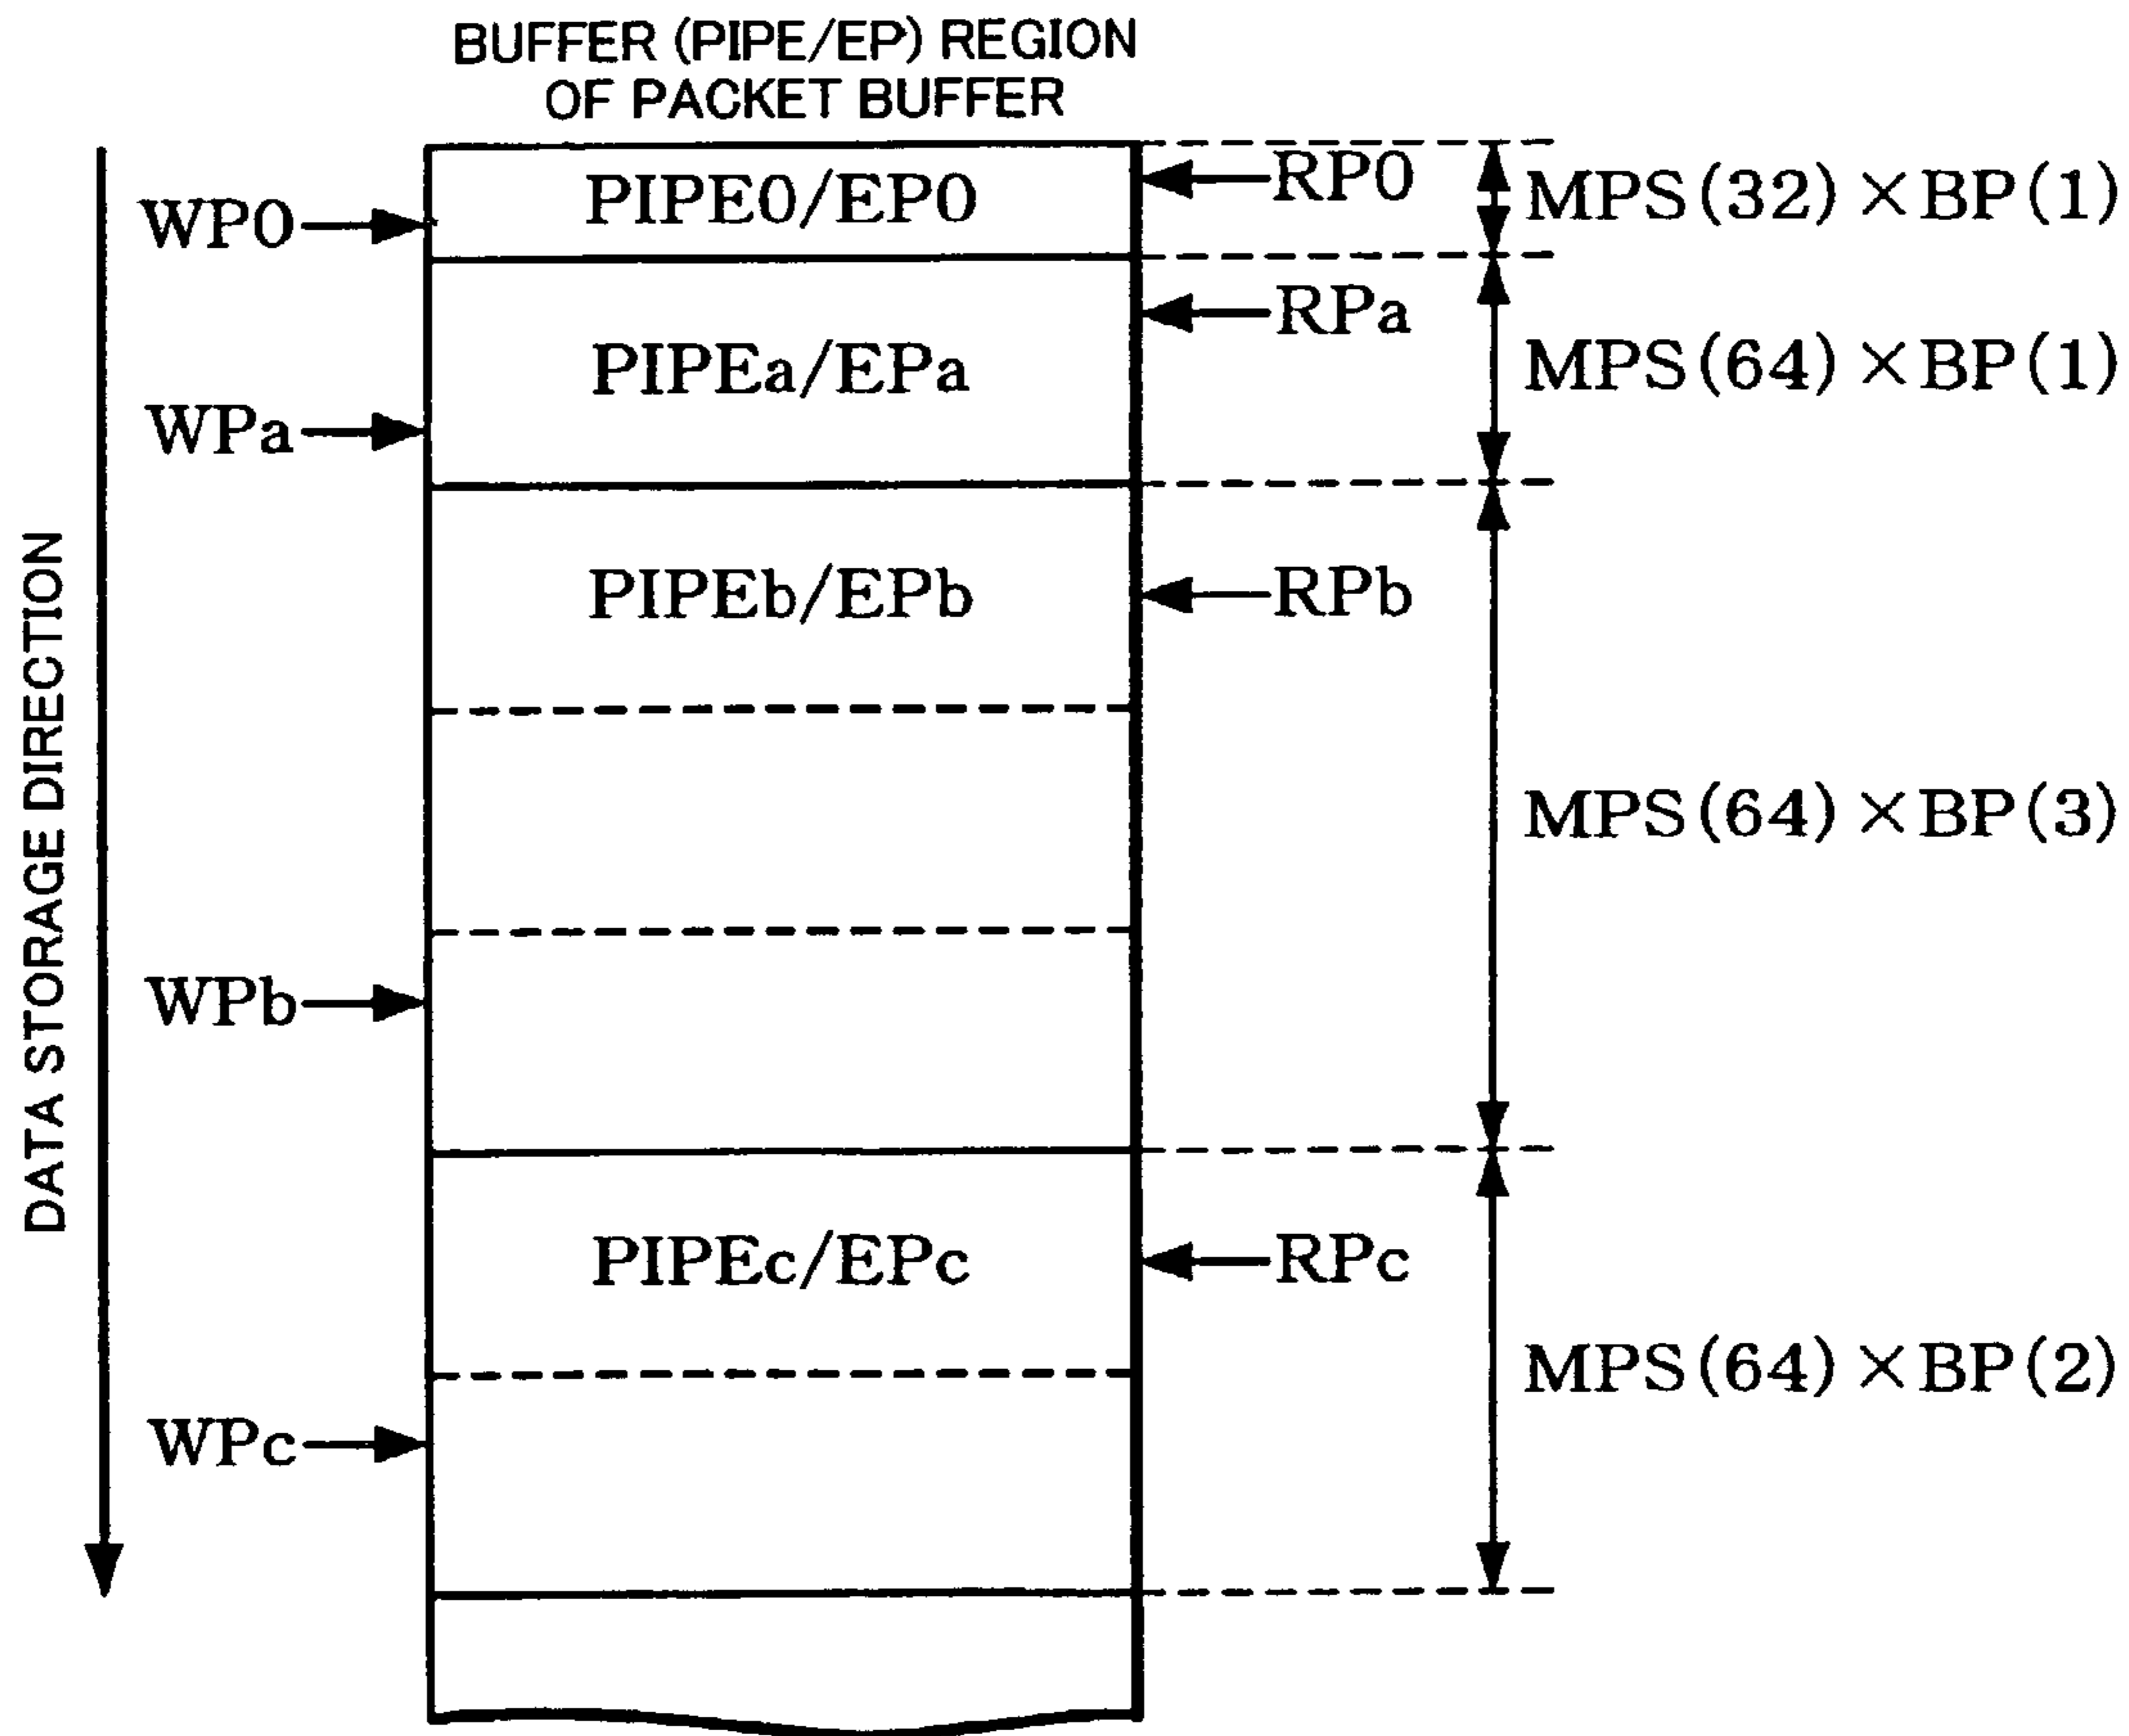 BUFFER (PIPE/EP) REGION
OF PACKET BUFFER
PIPE0/EP0
RP0
MPS(32)×BP(1)
WP0
RPa
PIPEa/EPa
MPS(64)×BP(1)
WPa
DATA STORAGE DIRECTION
PIPEb/EPb
RPb
MPS(64)×BP(3)
WPb
PIPEc/EPc
RPc
MPS(64)×BP(2)
WPc